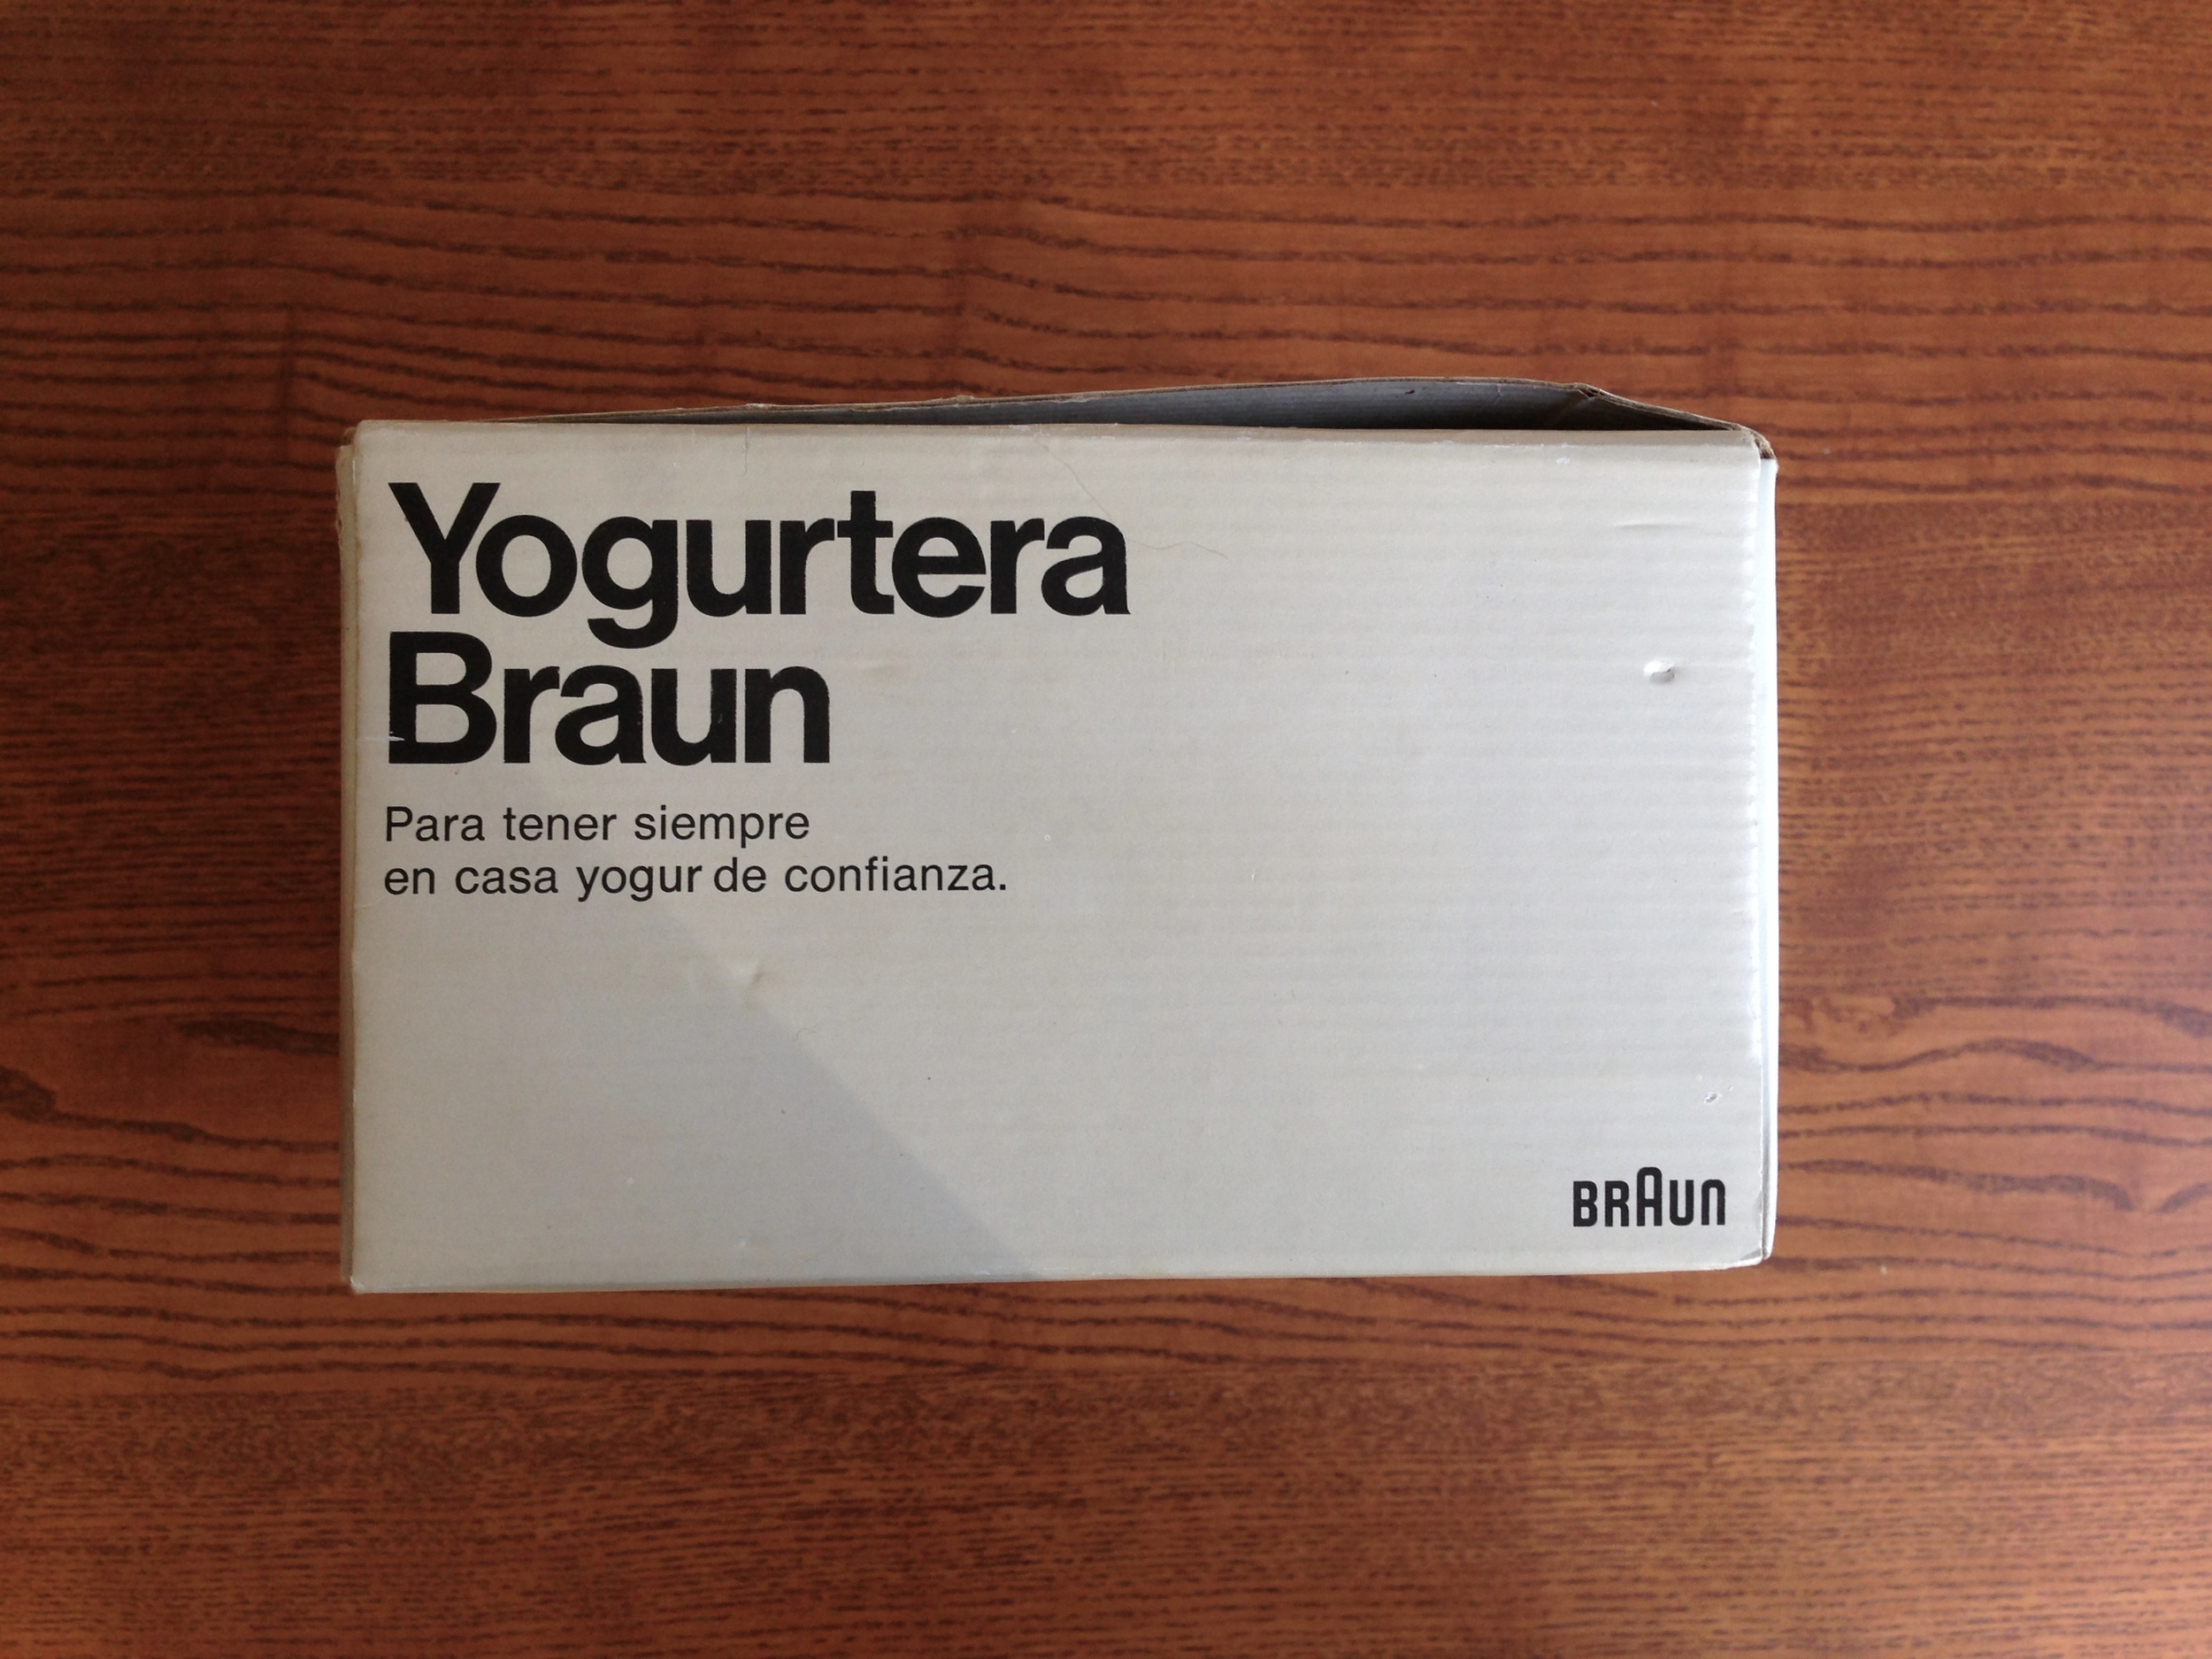 Yogurtera
Braun
Para tener siempre
en casa yogur de confianza.
BRAUN